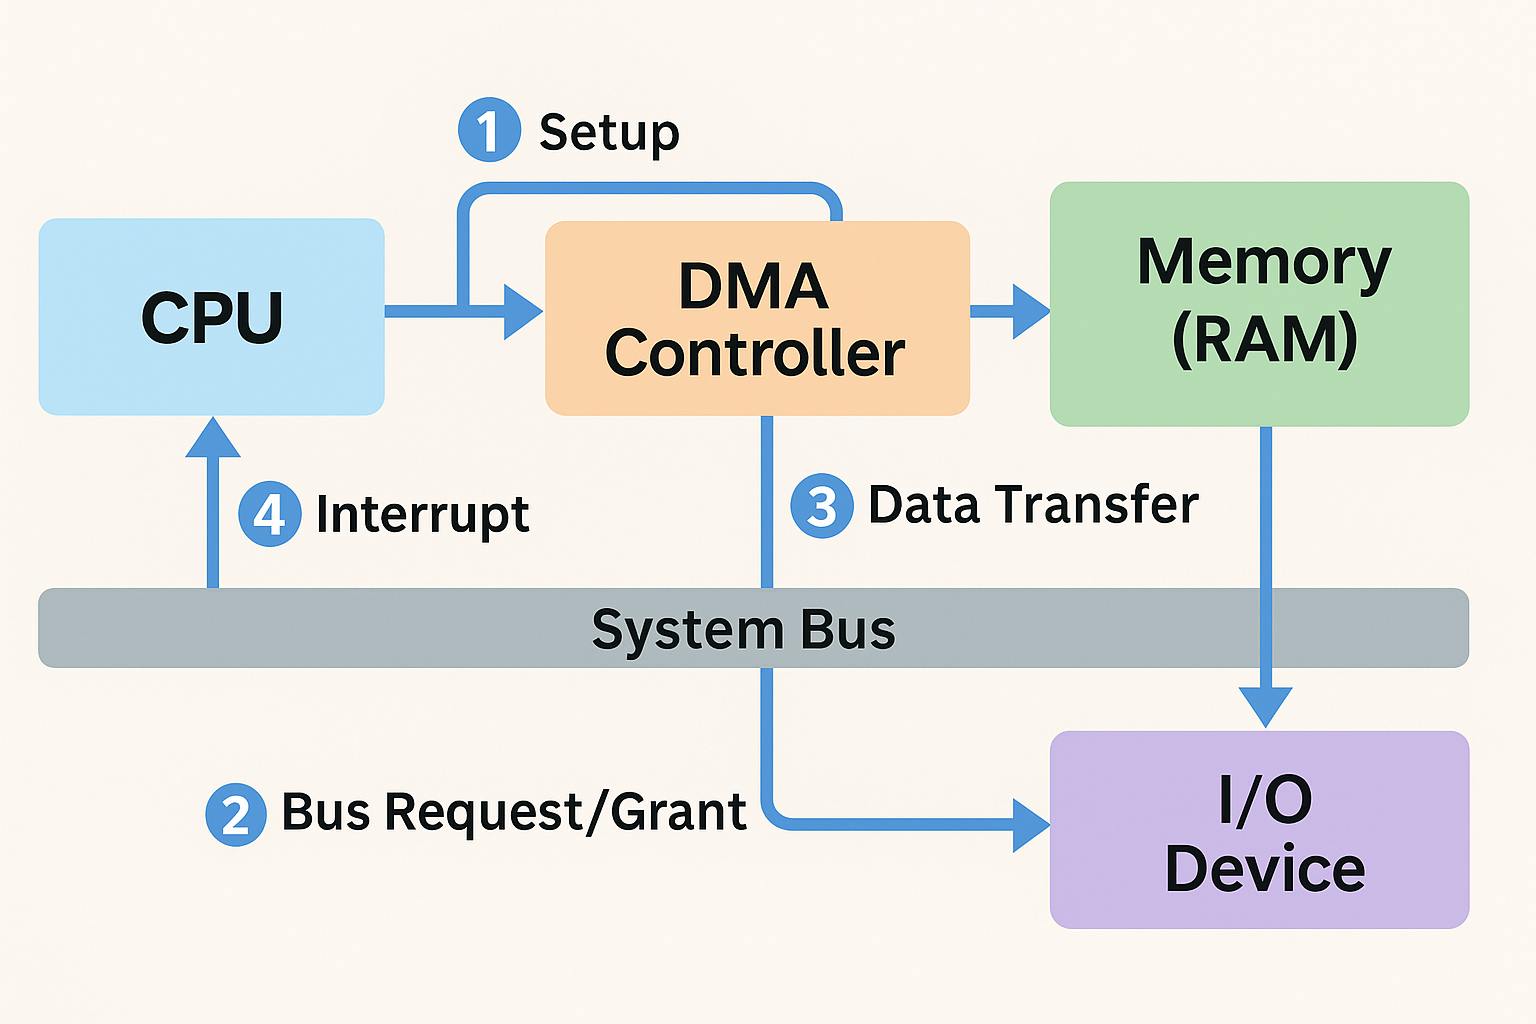 1 Setup
CPU
DMA
Controller
Memory
(RAM)
4 Interrupt
3 Data Transfer
System Bus
2 Bus Request/Grant
I/O
Device